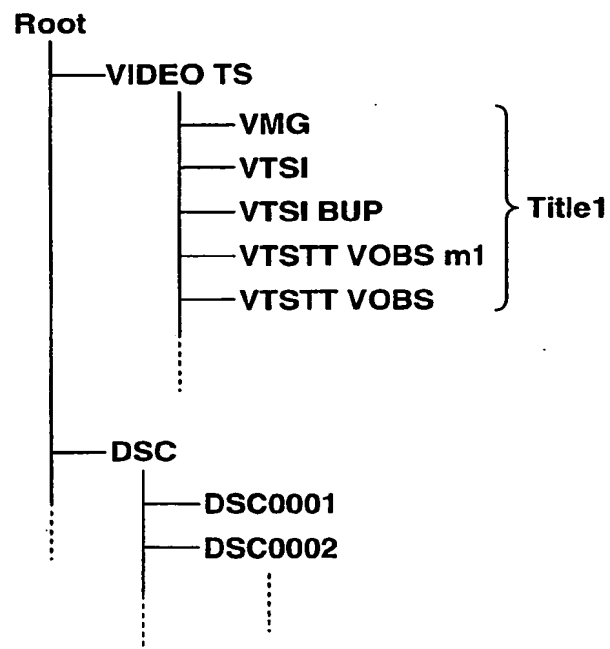 Root
VIDEO TS
VMG
VTSI
VTSI BUP
VTSTT VOBS m1
VTSTT VOBS
Title1
DSC
DSC0001
DSC0002